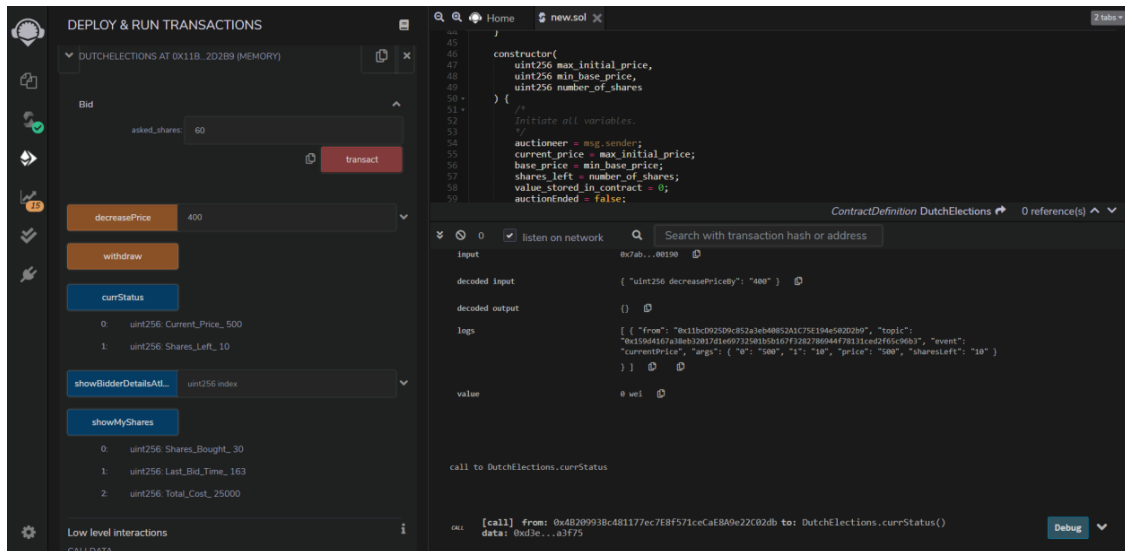 DEPLOY & RUN TRANSACTIONS
DUTCHELECTIONS AT 0X11B...2D2B9 (MEMORY)
Bid
asked_shares: 60
transact
decreasePrice 400
withdraw
currStatus
0: uint256: Current_Price_ 500
1: uint256: Shares_Left_ 10
showBidderDetailsAtI... uint256 index
showMyShares
0: uint256: Shares_Bought_ 30
1: uint256: Last_Bid_Time_ 163
2: uint256: Total_Cost_ 25000
Low level interactions
CALLDATA
15
Home new.sol 2 tabs
44 }
45
46 constructor(
47 uint256 max_initial_price,
48 uint256 min_base_price,
49 uint256 number_of_shares
50 ) {
51 /*
52 Initiate all variables.
53 */
54 auctioneer = msg.sender;
55 current_price = max_initial_price;
56 base_price = min_base_price;
57 shares_left = number_of_shares;
58 value_stored_in_contract = 0;
59 auctionEnded = false;
ContractDefinition DutchElections 0 reference(s)
0 listen on network Search with transaction hash or address
input 0x7ab...00190
decoded input { "uint256 decreasePriceBy": "400" }
decoded output {}
logs [ { "from": "0x11bcD925D9c852a3eb40852A1C75E194e502D2b9", "topic":
"0x159d4167a38eb32017d1e69732501b5b167f3282786944f78131ced2f65c96b3", "event":
"currentPrice", "args": { "0": "500", "1": "10", "price": "500", "sharesLeft": "10" }
} ]
value 0 wei
call to DutchElections.currStatus
CALL [call] from: 0x4B20993Bc481177ec7E8f571ceCaE8A9e22C02db to: DutchElections.currStatus()
data: 0xd3e...a3f75
Debug